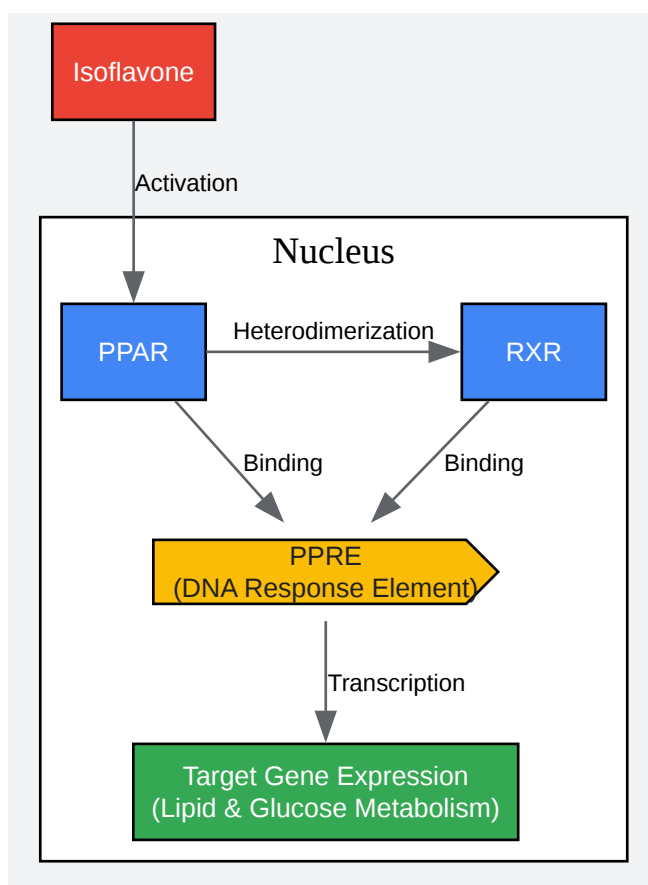 Isoflavone
Activation
Nucleus
PPAR
Heterodimerization
RXR
Binding
Binding
PPRE
(DNA Response Element)
Transcription
Target Gene Expression
(Lipid & Glucose Metabolism)